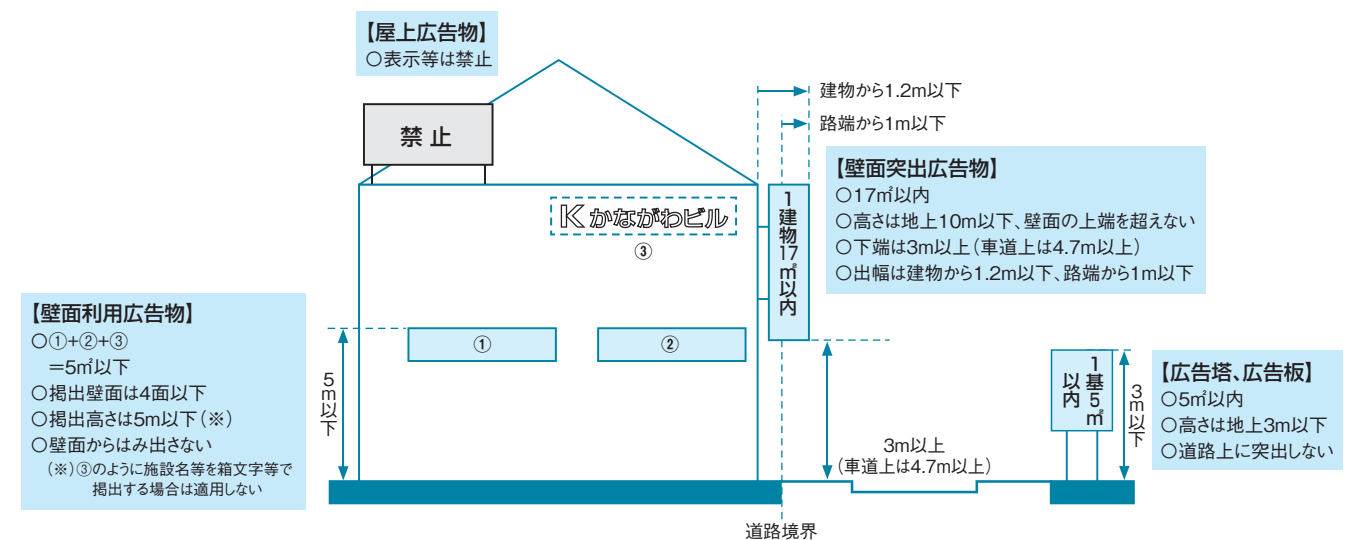 【屋上広告物】
○表示等は禁止
禁止
建物から1.2m以下
路端から1m以下
【壁面突出広告物】
○17㎡以内
○高さは地上10m以下、壁面の上端を超えない
○下端は3m以上(車道上は4.7m以上)
○出幅は建物から1.2m以下、路端から1m以下
1建物17㎡以内
K かながわビル
③
【壁面利用広告物】
○①+②+③
=5㎡以下
○掲出壁面は4面以下
○掲出高さは5m以下(※)
○壁面からはみ出さない
(※)③のように施設名等を箱文字等で
掲出する場合は適用しない
5m以下
①
②
3m以上
(車道上は4.7m以上)
1基5㎡
以内
3m以下
【広告塔、広告板】
○5㎡以内
○高さは地上3m以下
○道路上に突出しない
道路境界